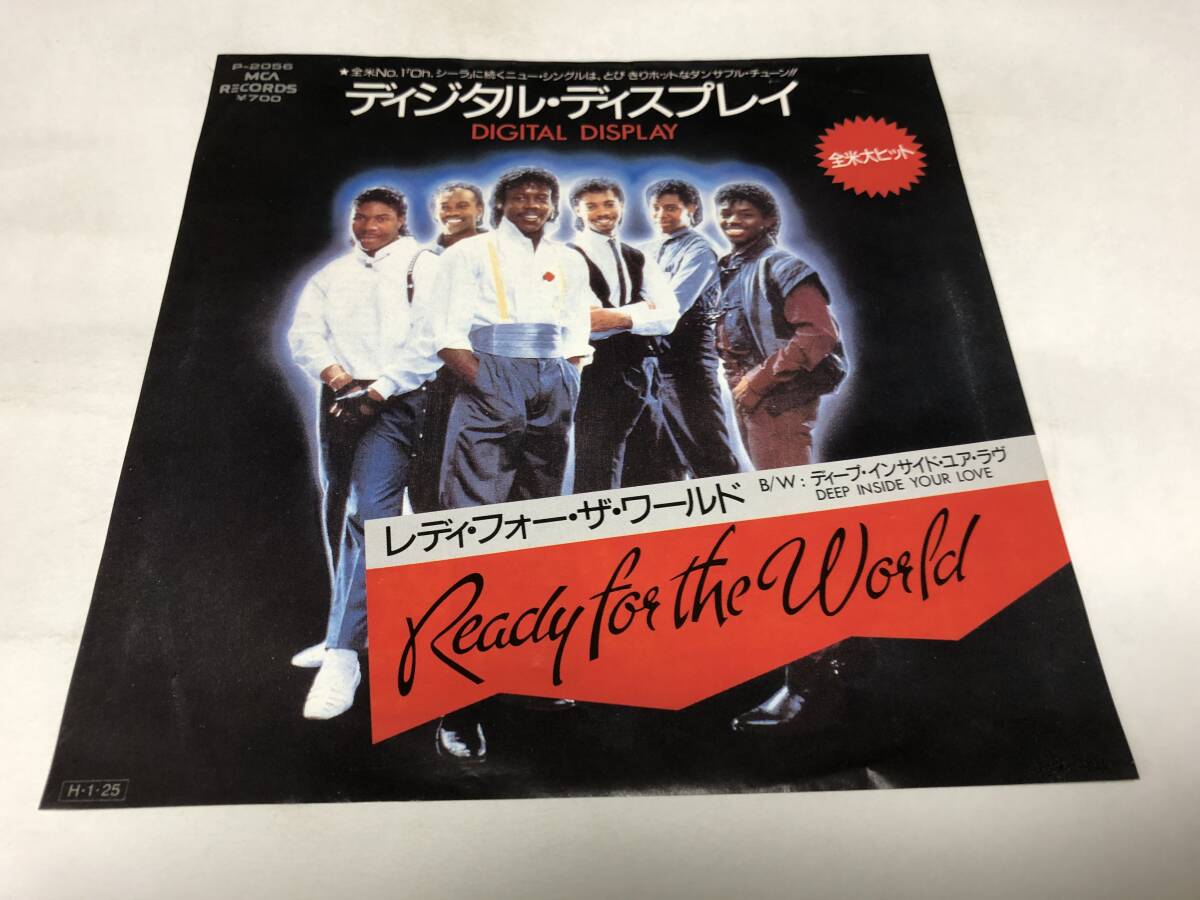 P-2056
MCA
RECORDS
¥700
★全米No.1「Oh, シーラ」に続くニュー・シングルは、とびきりホットなダンサブル・チューン!!
ディジタル・ディスプレイ
DIGITAL DISPLAY
全米大ヒット
レディ・フォー・ザ・ワールド
B/W : ディープ・インサイド・ユア・ラヴ
DEEP INSIDE YOUR LOVE
Ready for the World
H・1・25